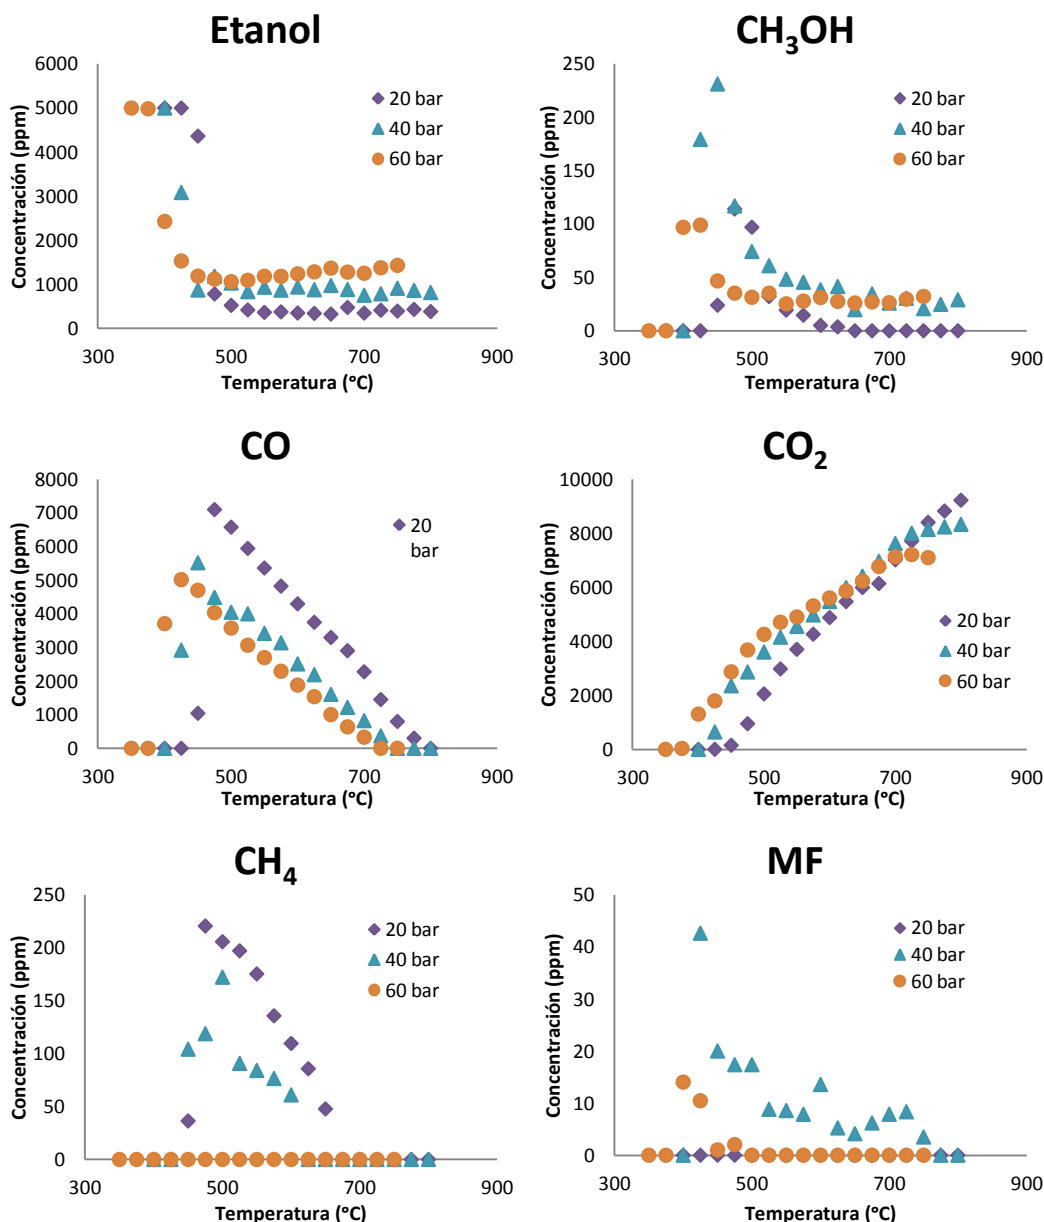 Etanol
Concentración (ppm)
6000
5000
4000
3000
2000
1000
0
300 500 700 900
Temperatura (°C)
20 bar
40 bar
60 bar
CH₃OH
Concentración (ppm)
250
200
150
100
50
0
300 500 700 900
Temperatura (°C)
20 bar
40 bar
60 bar
CO
Concentración (ppm)
8000
7000
6000
5000
4000
3000
2000
1000
0
300 500 700 900
Temperatura (°C)
20
bar
CO₂
Concentración (ppm)
10000
8000
6000
4000
2000
0
300 500 700 900
Temperatura (°C)
20 bar
40 bar
60 bar
CH₄
Concentración (ppm)
250
200
150
100
50
0
300 500 700 900
Temperatura (°C)
20 bar
40 bar
60 bar
MF
Concentración (ppm)
50
40
30
20
10
0
300 500 700 900
Temperatura (°C)
20 bar
40 bar
60 bar